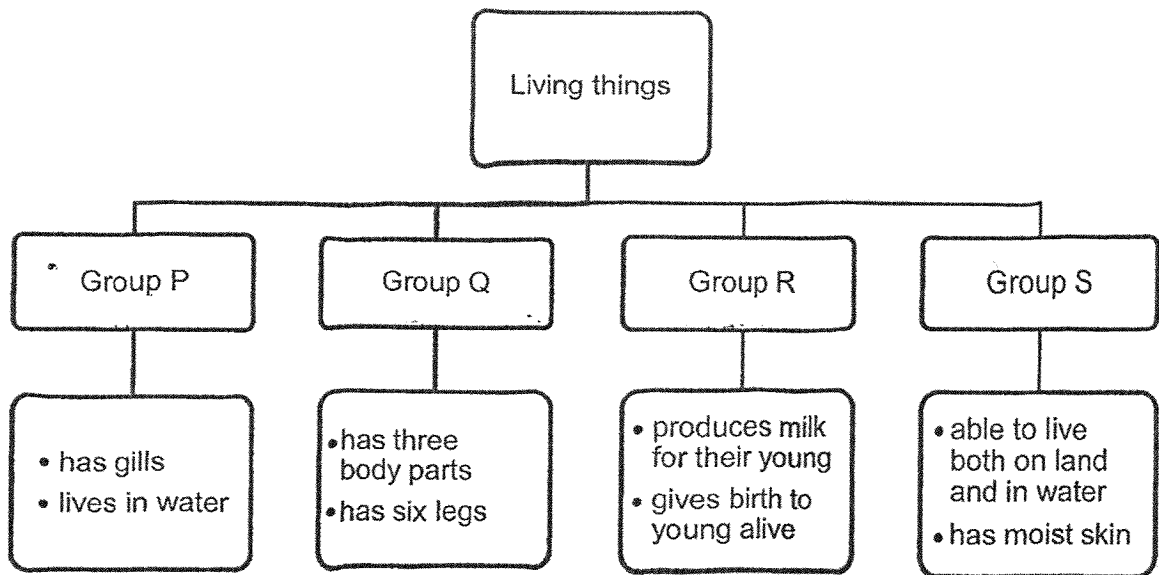 Living things
Group P
Group Q
Group R
Group S
• has gills
• lives in water
• has three
body parts
• has six legs
• produces milk
for their young
• gives birth to
young alive
• able to live
both on land
and in water
• has moist skin